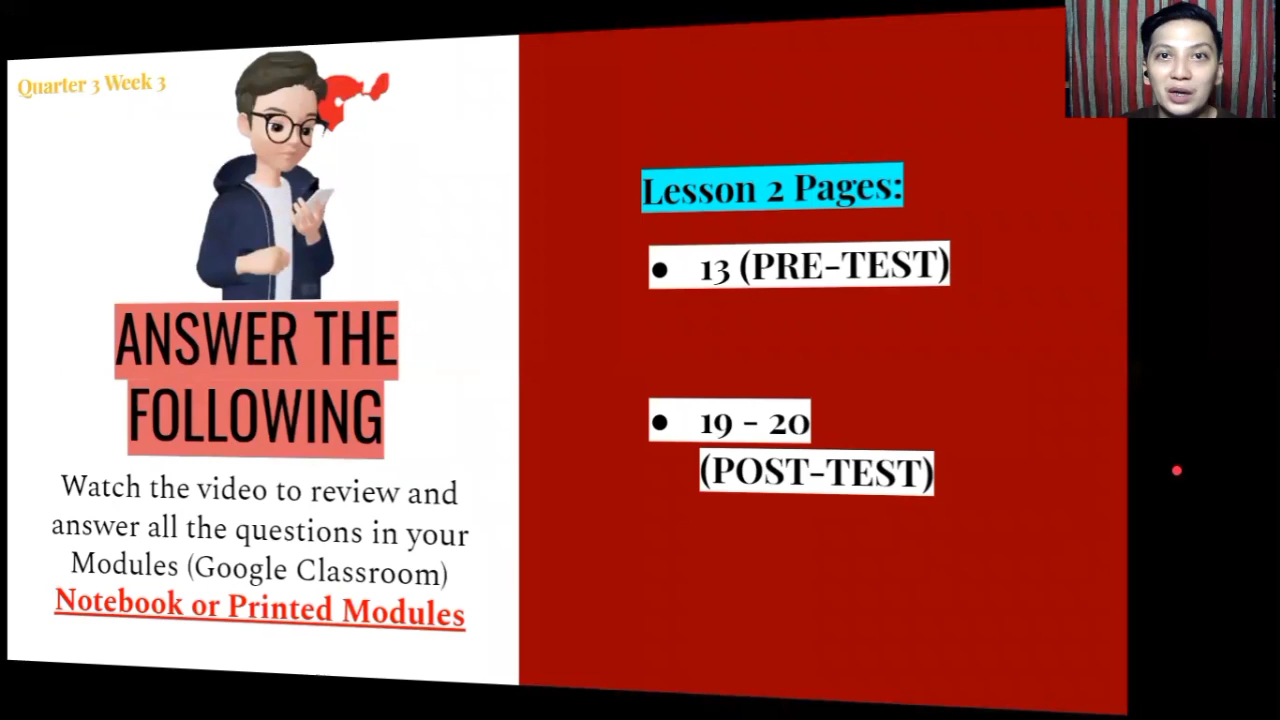 Quarter 3 Week 3
ANSWER THE
FOLLOWING
Watch the video to review and
answer all the questions in your
Modules (Google Classroom)
Notebook or Printed Modules
Lesson 2 Pages:
● 13 (PRE-TEST)
● 19 - 20
(POST-TEST)